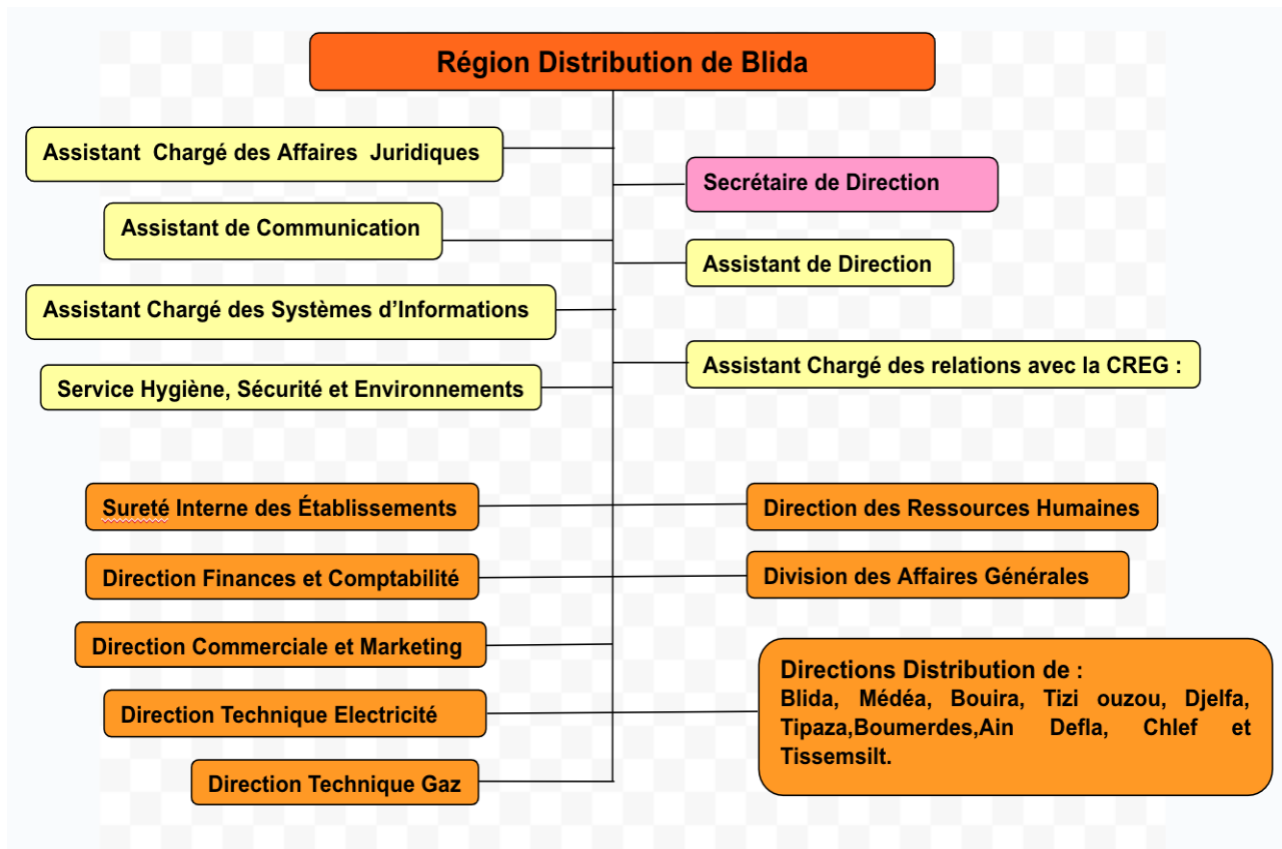 Région Distribution de Blida
Assistant Chargé des Affaires Juridiques
Secrétaire de Direction
Assistant de Communication
Assistant de Direction
Assistant Chargé des Systèmes d’Informations
Assistant Chargé des relations avec la CREG :
Service Hygiène, Sécurité et Environnements
Sureté Interne des Établissements
Direction des Ressources Humaines
Direction Finances et Comptabilité
Division des Affaires Générales
Direction Commerciale et Marketing
Directions Distribution de :
Blida, Médéa, Bouira, Tizi ouzou, Djelfa,
Tipaza,Boumerdes,Ain Defla, Chlef et
Tissemsilt.
Direction Technique Electricité
Direction Technique Gaz